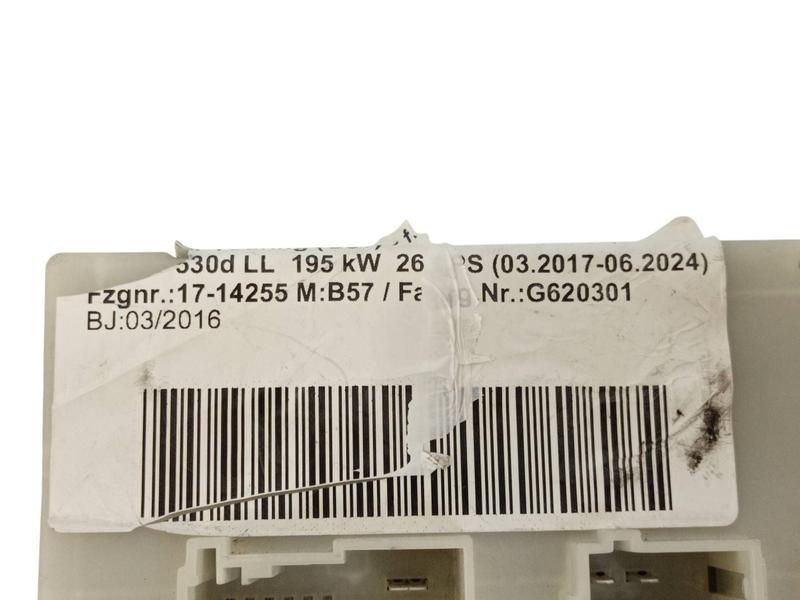 530d LL 195 kW 26 PS (03.2017-06.2024)
Fzgnr.:17-14255 M:B57 / Fa g.Nr.:G620301
BJ:03/2016